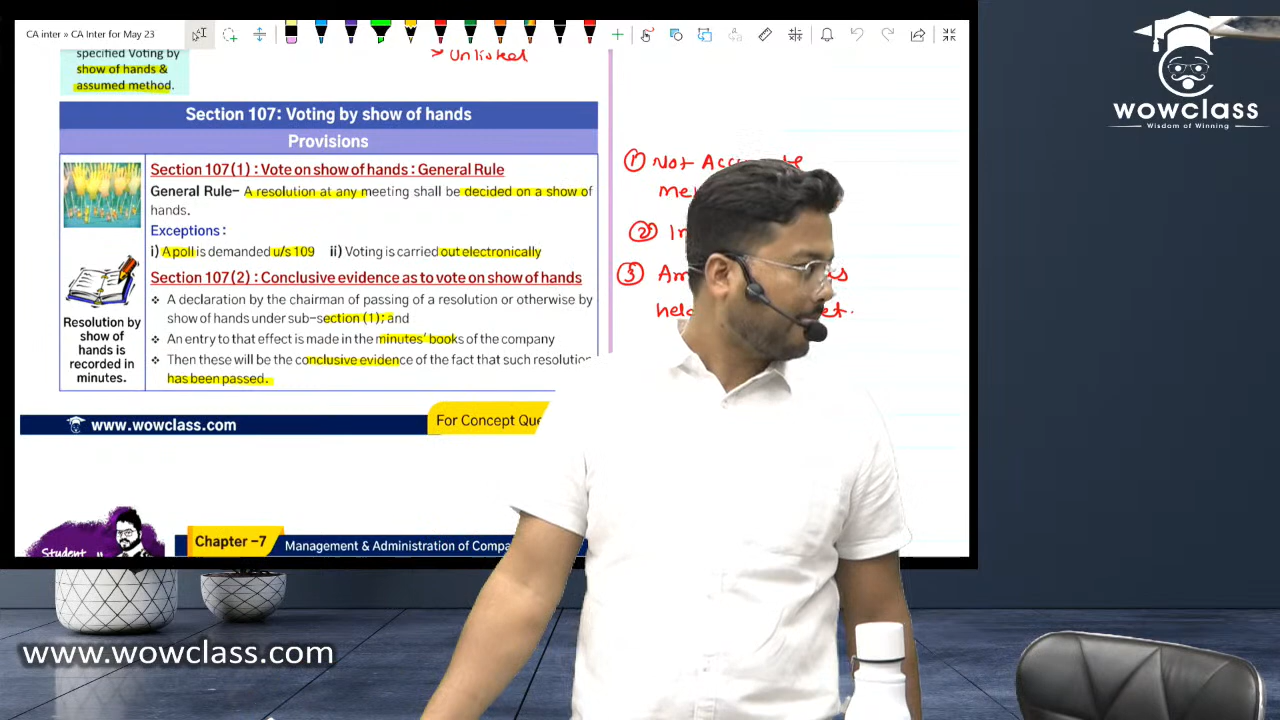 CA inter » CA Inter for May 23
specified Voting by
show of hands &
assumed method.
> Unlisted
Section 107: Voting by show of hands
Provisions
Section 107(1) : Vote on show of hands : General Rule
General Rule– A resolution at any meeting shall be decided on a show of
hands.
Exceptions :
i) A poll is demanded u/s 109 ii) Voting is carried out electronically
Section 107(2) : Conclusive evidence as to vote on show of hands
❖ A declaration by the chairman of passing of a resolution or otherwise by
show of hands under sub-section (1); and
❖ An entry to that effect is made in the minutes' books of the company
❖ Then these will be the conclusive evidence of the fact that such resolution
has been passed.
Resolution by
show of
hands is
recorded in
minutes.
① Not
②
③
held
www.wowclass.com
For Concept
Student
Chapter –7
Management & Administration of
wowclass
Wisdom of Winning
www.wowclass.com